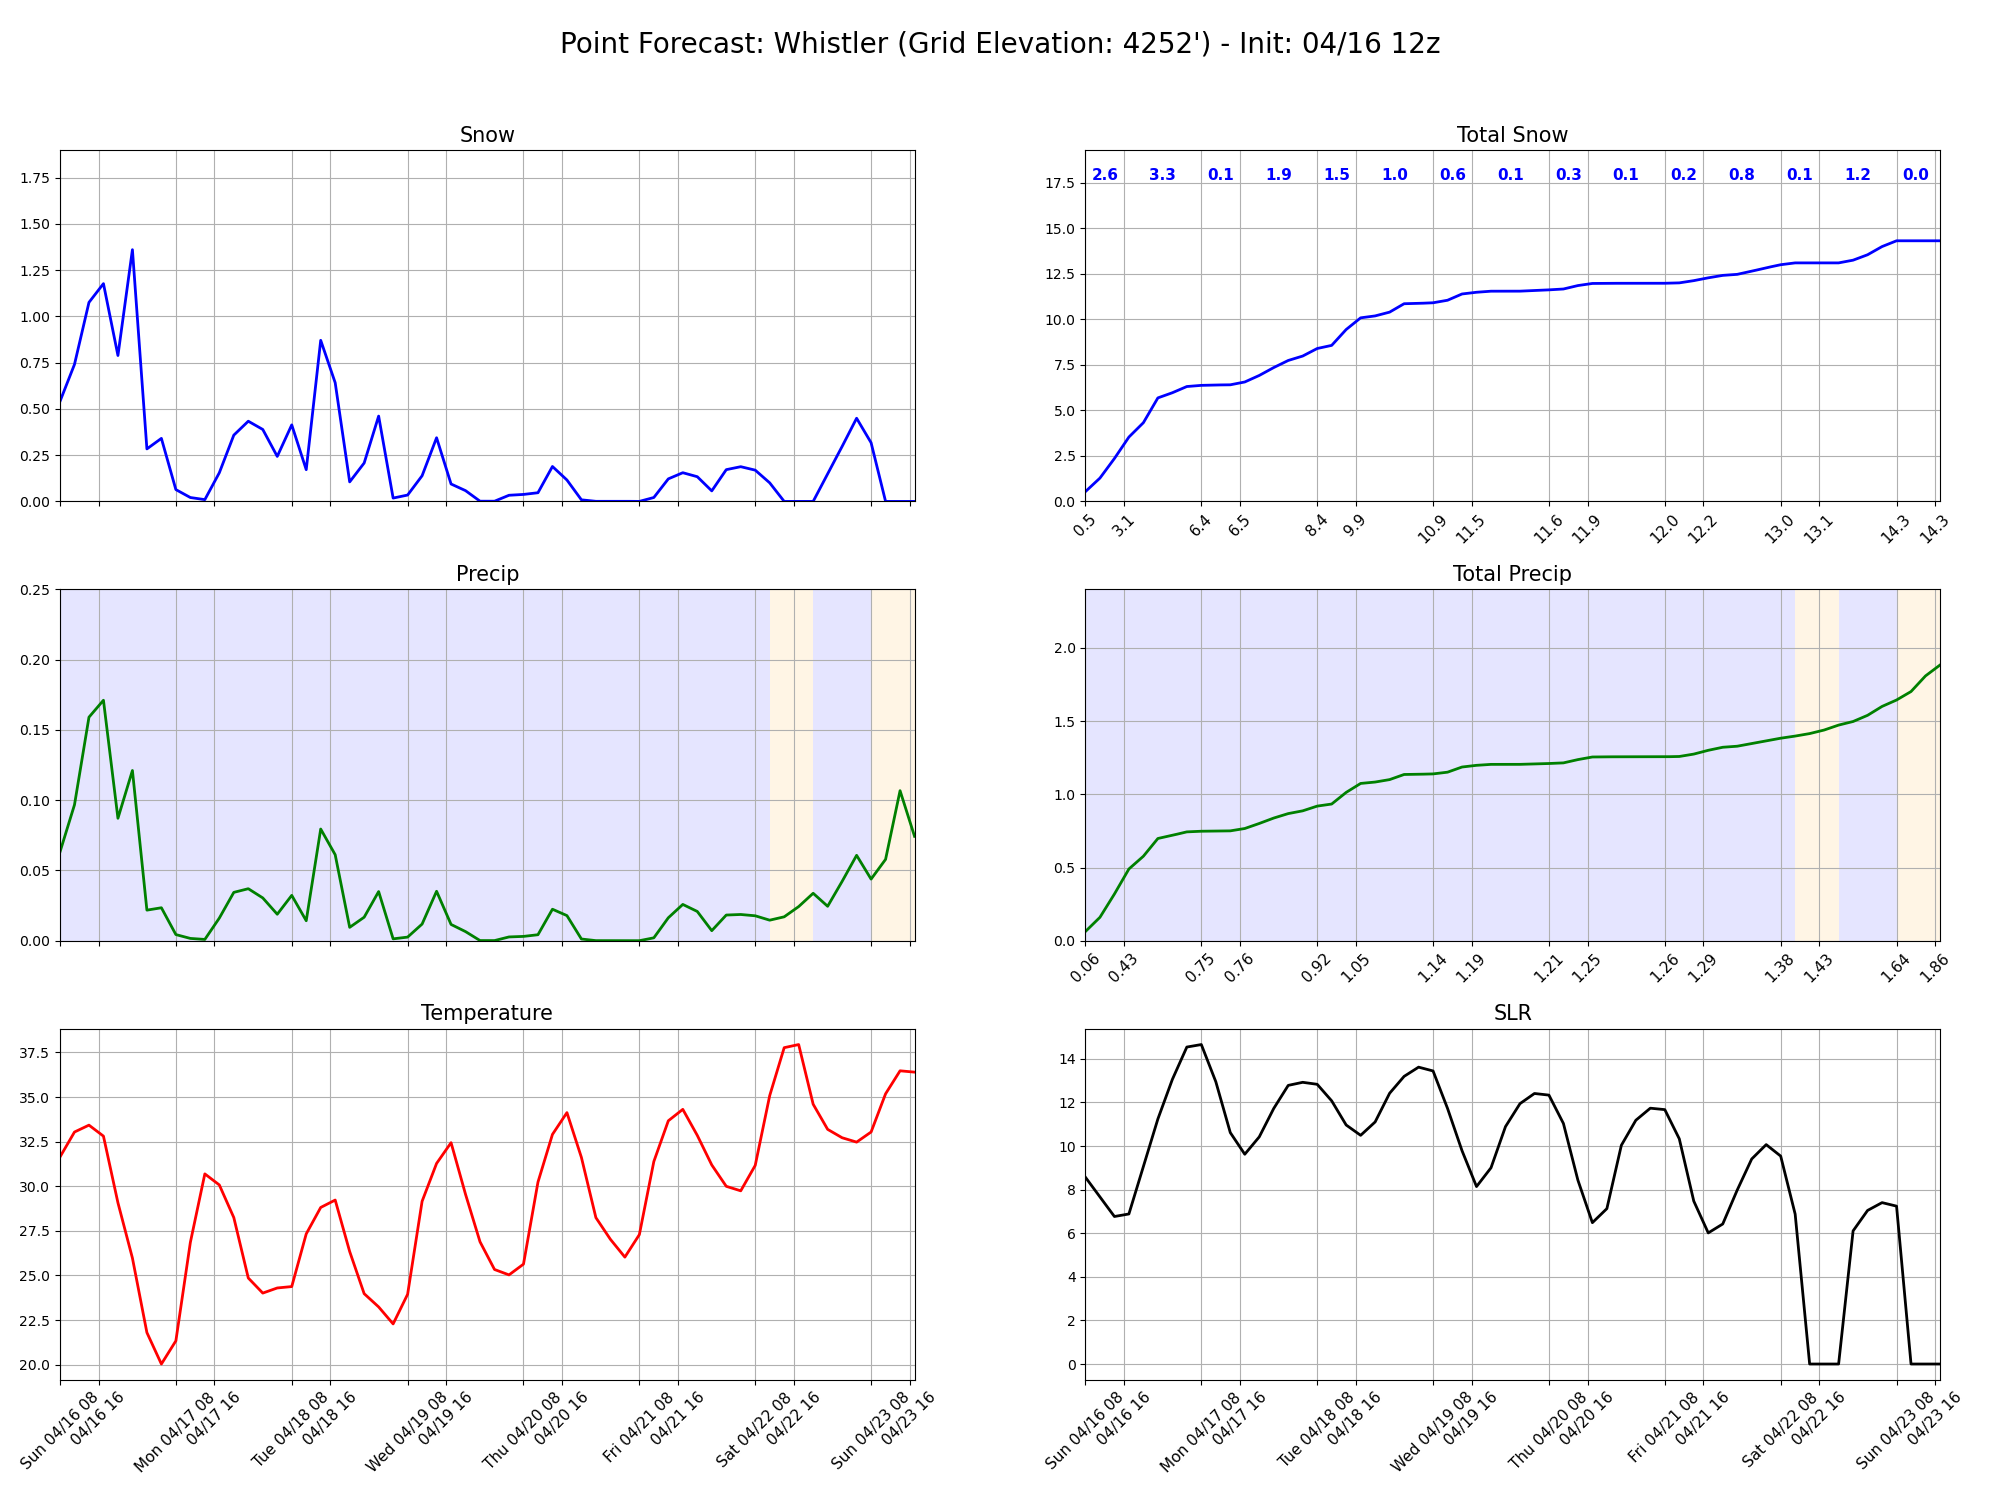 Point Forecast: Whistler (Grid Elevation: 4252') - Init: 04/16 12z
Snow
1.75
1.50
1.25
1.00
0.75
0.50
0.25
0.00
Total Snow
2.6 3.3 0.1 1.9 1.5 1.0 0.6 0.1 0.3 0.1 0.2 0.8 0.1 1.2 0.0
17.5
15.0
12.5
10.0
7.5
5.0
2.5
0.0
0.5 3.1 6.4 6.5 8.4 9.9 10.9 11.5 11.6 11.9 12.0 12.2 13.0 13.1 14.3 14.3
Precip
0.25
0.20
0.15
0.10
0.05
0.00
Total Precip
2.0
1.5
1.0
0.5
0.0
0.06 0.43 0.75 0.76 0.92 1.05 1.14 1.19 1.21 1.25 1.26 1.29 1.38 1.43 1.64 1.86
Temperature
37.5
35.0
32.5
30.0
27.5
25.0
22.5
20.0
Sun 04/16 08
04/16 16
Mon 04/17 08
04/17 16
Tue 04/18 08
04/18 16
Wed 04/19 08
04/19 16
Thu 04/20 08
04/20 16
Fri 04/21 08
04/21 16
Sat 04/22 08
04/22 16
Sun 04/23 08
04/23 16
SLR
14
12
10
8
6
4
2
0
Sun 04/16 08
04/16 16
Mon 04/17 08
04/17 16
Tue 04/18 08
04/18 16
Wed 04/19 08
04/19 16
Thu 04/20 08
04/20 16
Fri 04/21 08
04/21 16
Sat 04/22 08
04/22 16
Sun 04/23 08
04/23 16